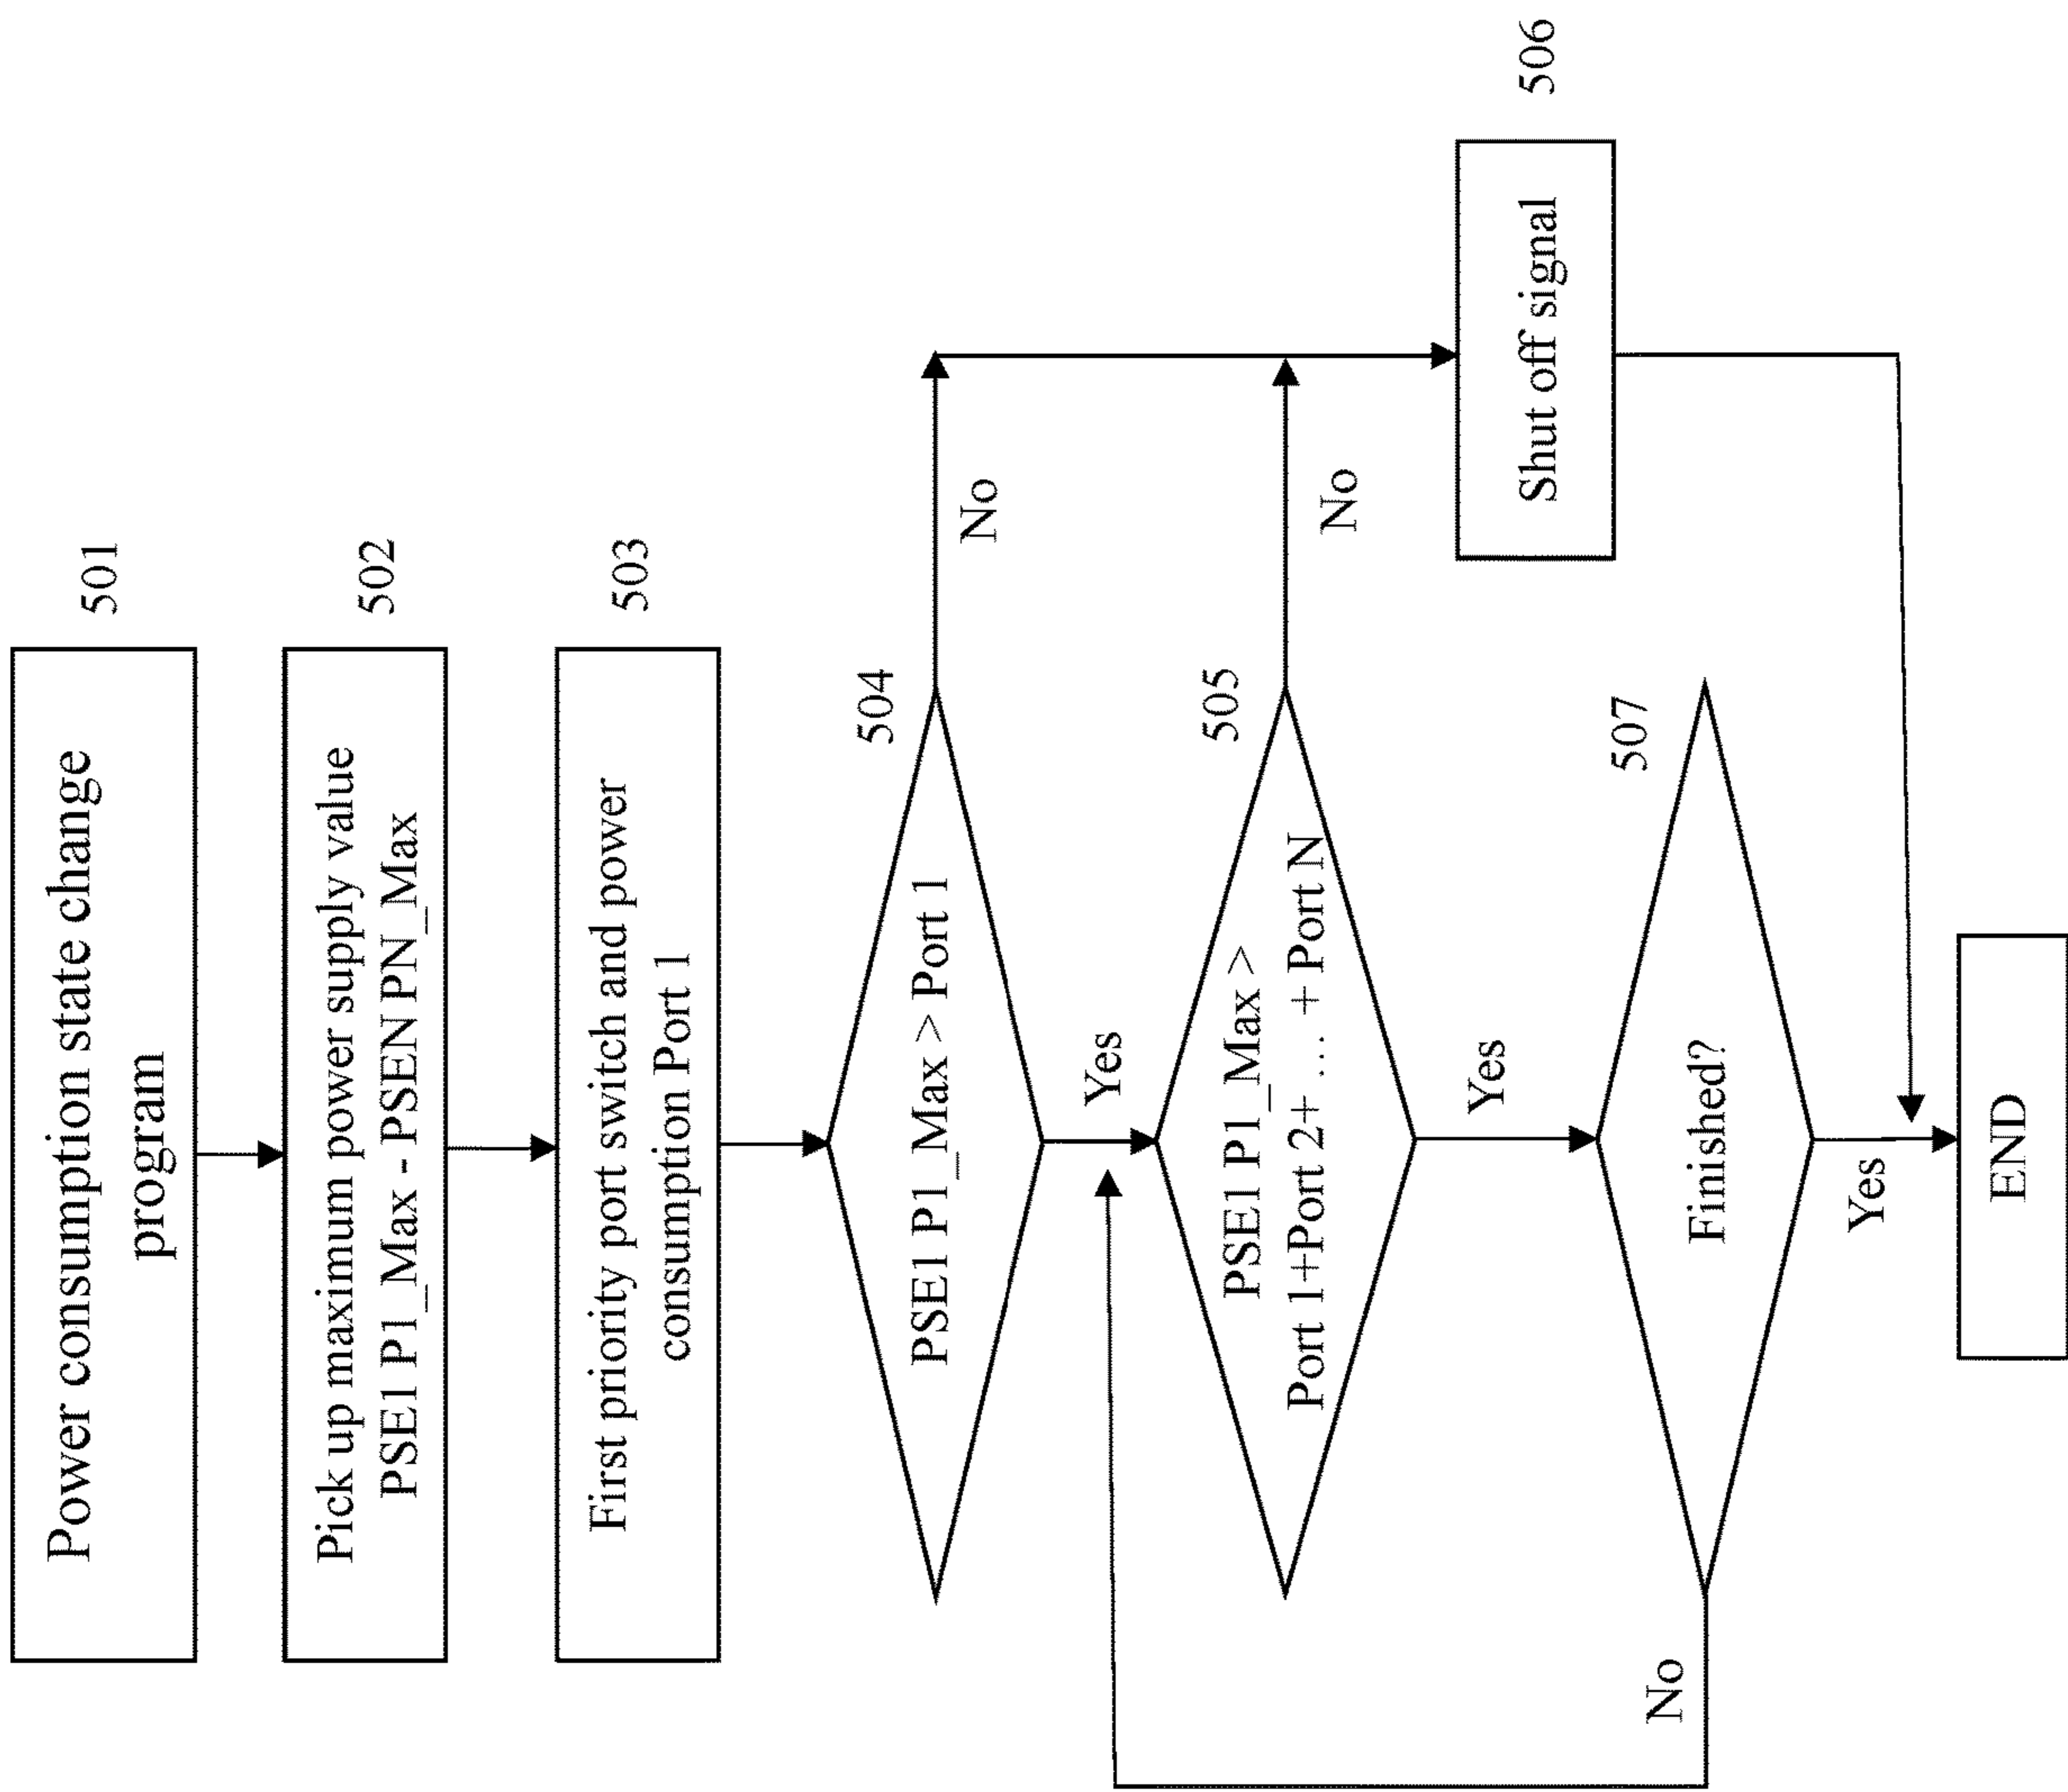 Power consumption state change
program
501
Pick up maximum power supply value
PSE1 P1_Max - PSEN PN_Max
502
First priority port switch and power
consumption Port 1
503
504
PSE1 P1_Max > Port 1
No
Yes
505
PSE1 P1_Max >
Port 1+Port 2+ … + Port N
No
Yes
Shut off signal
506
507
Finished?
No
Yes
END